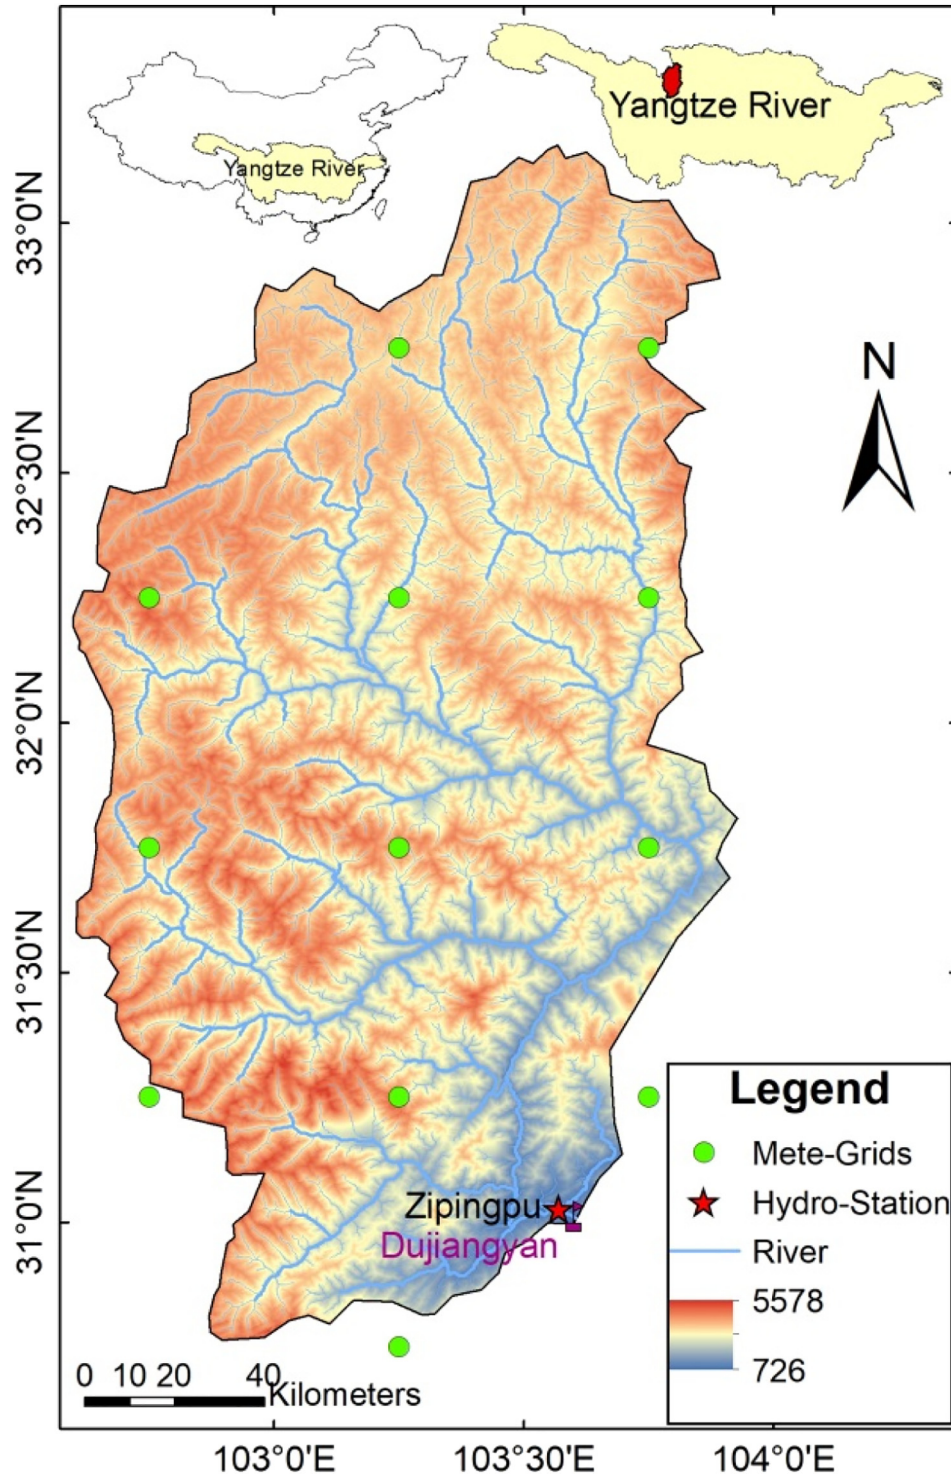 Yangtze River
Yangtze River
33°0'N
32°30'N
32°0'N
31°30'N
31°0'N
N
Zipingpu
Dujiangyan
Legend
Mete-Grids
Hydro-Station
River
5578
726
0 10 20 40
Kilometers
103°0'E 103°30'E 104°0'E